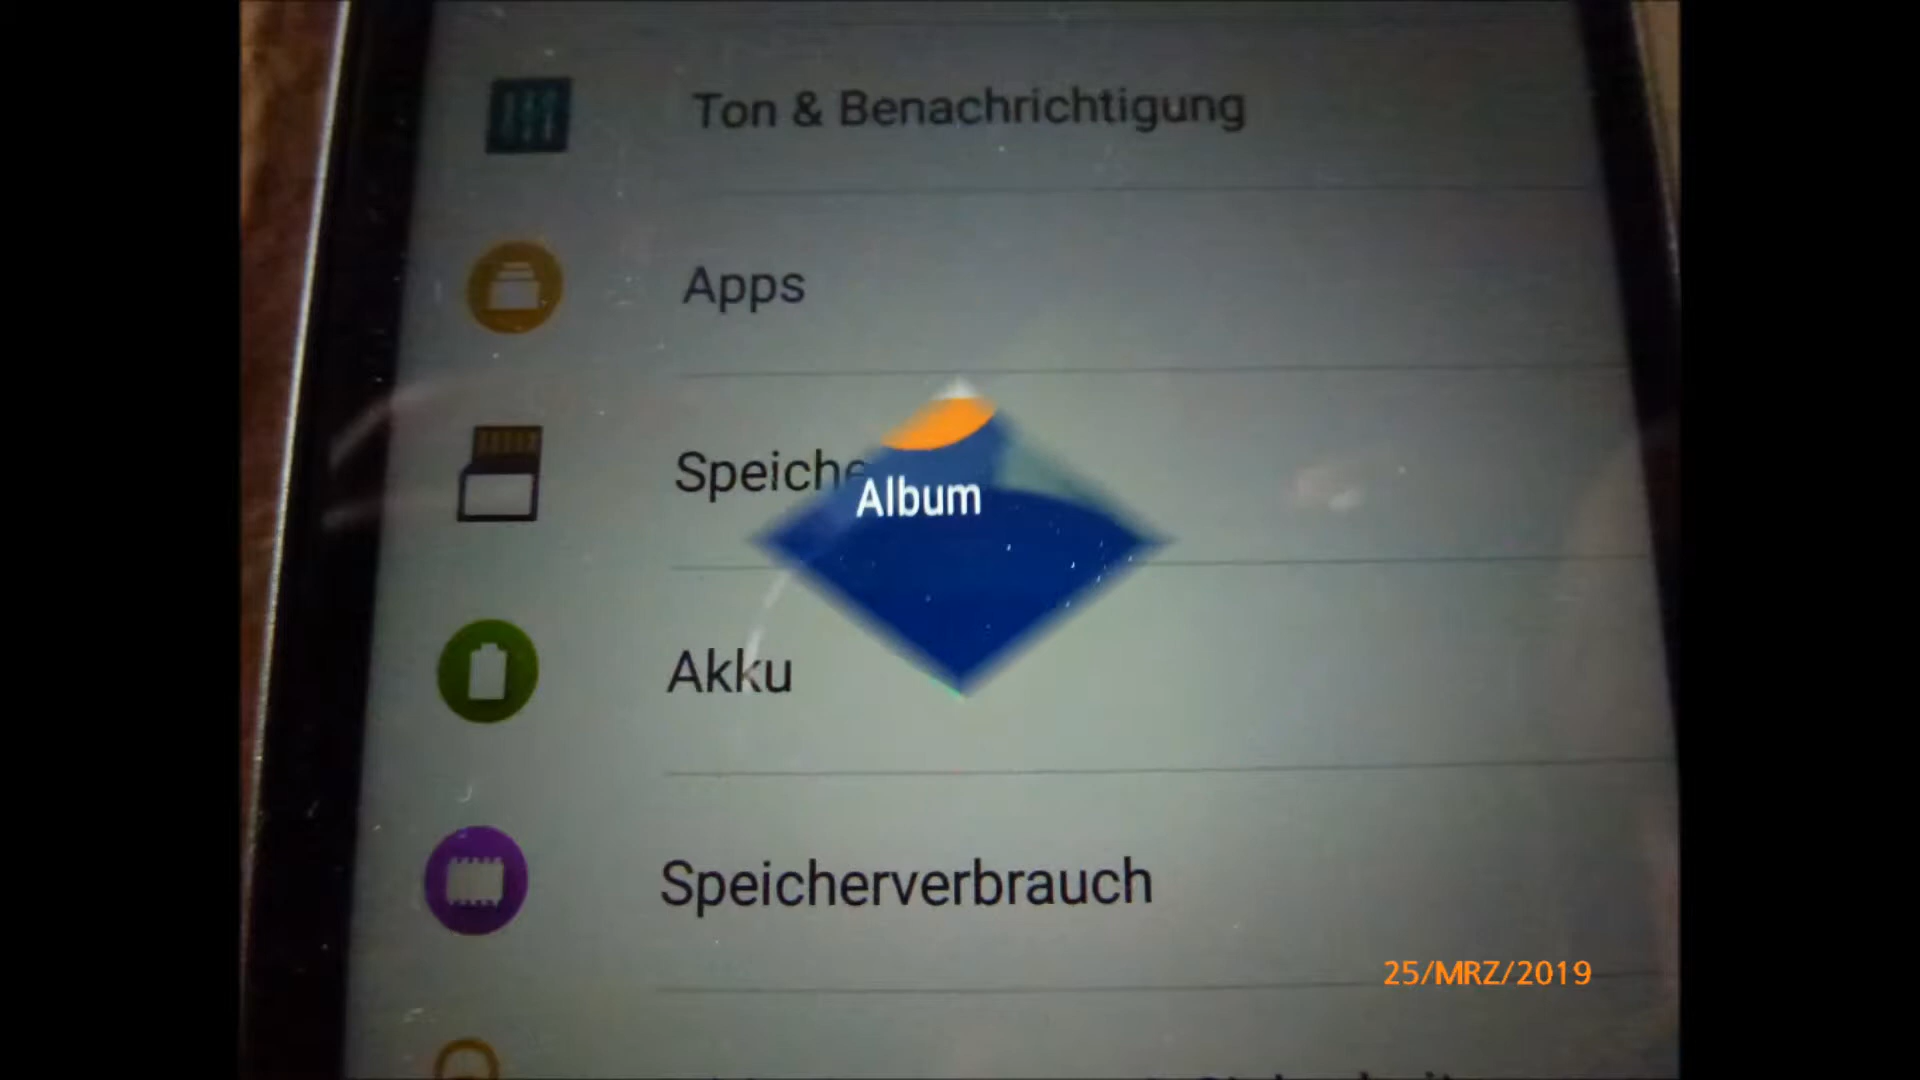 Ton & Benachrichtigung
Apps
Speiche
Album
Akku
Speicherverbrauch
25/MRZ/2019